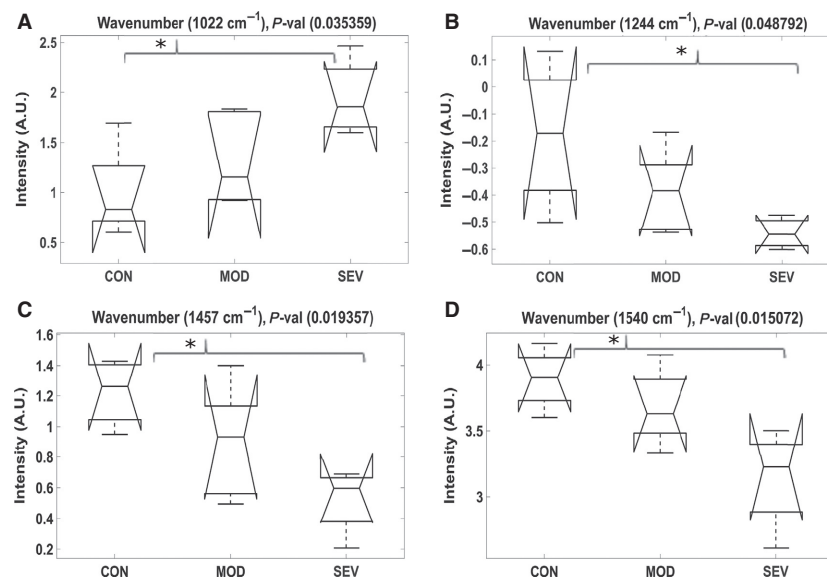 A
Wavenumber (1022 cm⁻¹), P-val (0.035359)
*
2.5
2
1.5
1
0.5
Intensity (A.U.)
CON MOD SEV
B
Wavenumber (1244 cm⁻¹), P-val (0.048792)
*
0.1
0
–0.1
–0.2
–0.3
–0.4
–0.5
–0.6
Intensity (A.U.)
CON MOD SEV
C
Wavenumber (1457 cm⁻¹), P-val (0.019357)
*
1.6
1.4
1.2
1
0.8
0.6
0.4
0.2
Intensity (A.U.)
CON MOD SEV
D
Wavenumber (1540 cm⁻¹), P-val (0.015072)
*
4
3.5
3
Intensity (A.U.)
CON MOD SEV